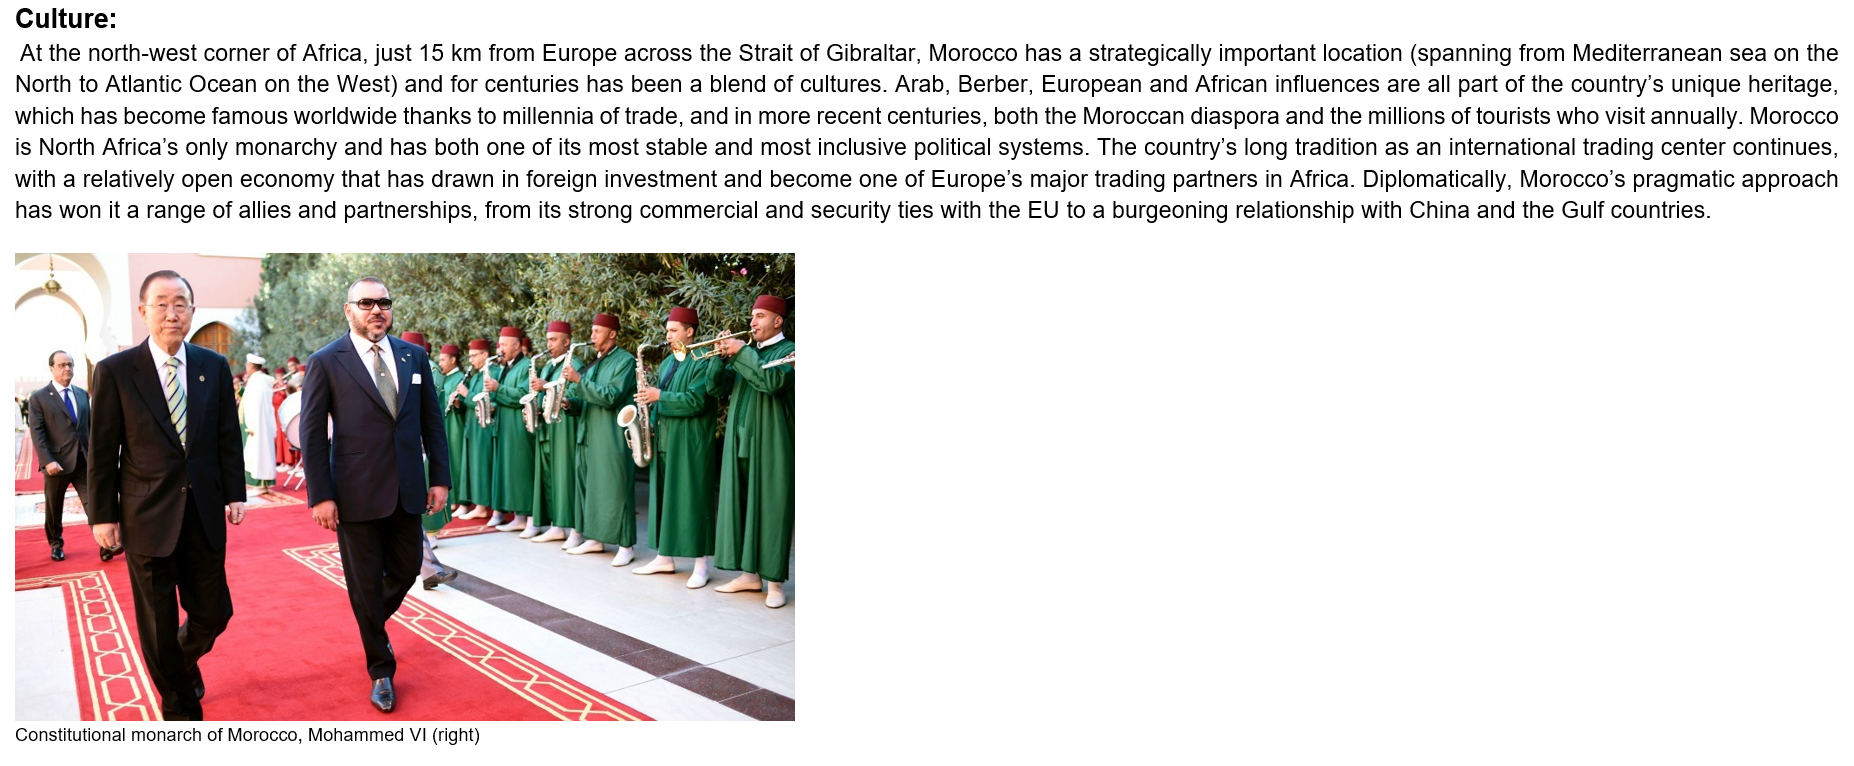 Culture:
At the north-west corner of Africa, just 15 km from Europe across the Strait of Gibraltar, Morocco has a strategically important location (spanning from Mediterranean sea on the
North to Atlantic Ocean on the West) and for centuries has been a blend of cultures. Arab, Berber, European and African influences are all part of the country’s unique heritage,
which has become famous worldwide thanks to millennia of trade, and in more recent centuries, both the Moroccan diaspora and the millions of tourists who visit annually. Morocco
is North Africa’s only monarchy and has both one of its most stable and most inclusive political systems. The country’s long tradition as an international trading center continues,
with a relatively open economy that has drawn in foreign investment and become one of Europe’s major trading partners in Africa. Diplomatically, Morocco’s pragmatic approach
has won it a range of allies and partnerships, from its strong commercial and security ties with the EU to a burgeoning relationship with China and the Gulf countries.
Constitutional monarch of Morocco, Mohammed VI (right)